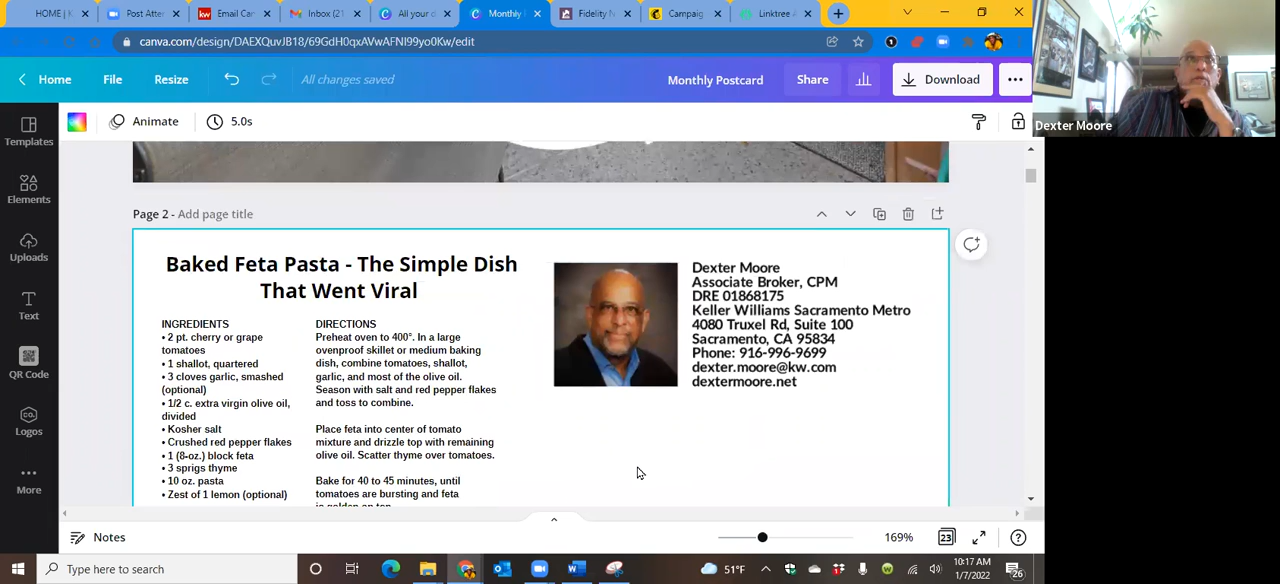 HOME | K
Post Atter
Email Car
Inbox (21
All your d
Monthly
Fidelity N
Campaig
Linktree A
canva.com/design/DAEXQuvJB18/69GdH0qxAVwAFNI99yo0Kw/edit
Home
File
Resize
All changes saved
Monthly Postcard
Share
Download
Dexter Moore
Animate
5.0s
Templates
Elements
Uploads
Text
QR Code
Logos
More
Page 2 - Add page title
Baked Feta Pasta - The Simple Dish
That Went Viral
INGREDIENTS
• 2 pt. cherry or grape
tomatoes
• 1 shallot, quartered
• 3 cloves garlic, smashed
(optional)
• 1/2 c. extra virgin olive oil,
divided
• Kosher salt
• Crushed red pepper flakes
• 1 (8-oz.) block feta
• 3 sprigs thyme
• 10 oz. pasta
• Zest of 1 lemon (optional)
DIRECTIONS
Preheat oven to 400°. In a large
ovenproof skillet or medium baking
dish, combine tomatoes, shallot,
garlic, and most of the olive oil.
Season with salt and red pepper flakes
and toss to combine.
Place feta into center of tomato
mixture and drizzle top with remaining
olive oil. Scatter thyme over tomatoes.
Bake for 40 to 45 minutes, until
tomatoes are bursting and feta
is golden on top.
Dexter Moore
Associate Broker, CPM
DRE 01868175
Keller Williams Sacramento Metro
4080 Truxel Rd, Suite 100
Sacramento, CA 95834
Phone: 916-996-9699
dexter.moore@kw.com
dextermoore.net
Notes
169%
23
Type here to search
51°F
10:17 AM
1/7/2022
26